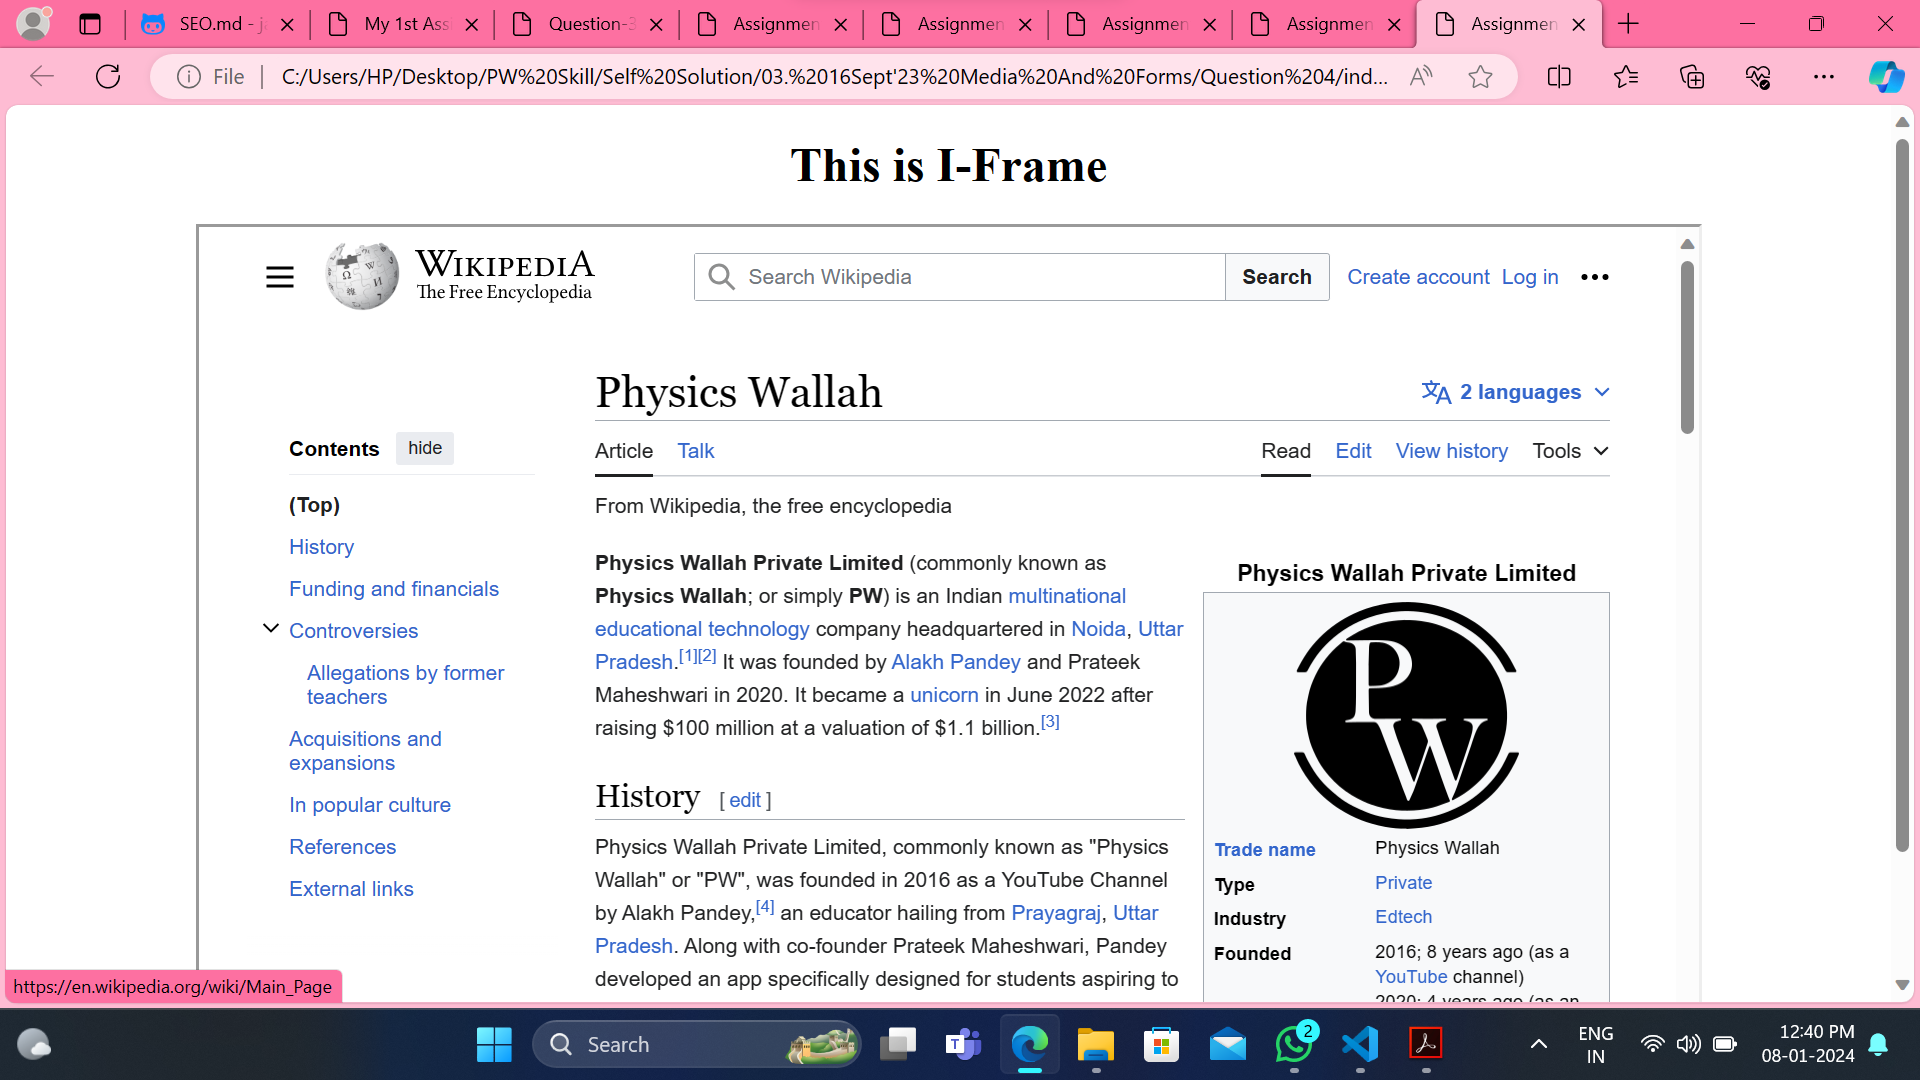 SEO.md - ja
My 1st Assi
Question-3
Assignmen
Assignmen
Assignmen
Assignmen
Assignmen
File
C:/Users/HP/Desktop/PW%20Skill/Self%20Solution/03.%2016Sept'23%20Media%20And%20Forms/Question%204/ind...
This is I-Frame
WIKIPEDIA
The Free Encyclopedia
Search Wikipedia
Search
Create account Log in
Physics Wallah
2 languages
Contents hide
Article Talk
Read Edit View history Tools
(Top)
History
Funding and financials
Controversies
Allegations by former
teachers
Acquisitions and
expansions
In popular culture
References
External links
From Wikipedia, the free encyclopedia
Physics Wallah Private Limited (commonly known as
Physics Wallah; or simply PW) is an Indian multinational
educational technology company headquartered in Noida, Uttar
Pradesh.[1][2] It was founded by Alakh Pandey and Prateek
Maheshwari in 2020. It became a unicorn in June 2022 after
raising $100 million at a valuation of $1.1 billion.[3]
History [ edit ]
Physics Wallah Private Limited, commonly known as "Physics
Wallah" or "PW", was founded in 2016 as a YouTube Channel
by Alakh Pandey,[4] an educator hailing from Prayagraj, Uttar
Pradesh. Along with co-founder Prateek Maheshwari, Pandey
developed an app specifically designed for students aspiring to
Physics Wallah Private Limited
PW
Trade name Physics Wallah
Type Private
Industry Edtech
Founded 2016; 8 years ago (as a
YouTube channel)
2020; 4 years ago (as an
https://en.wikipedia.org/wiki/Main_Page
Search
2
ENG
IN
12:40 PM
08-01-2024